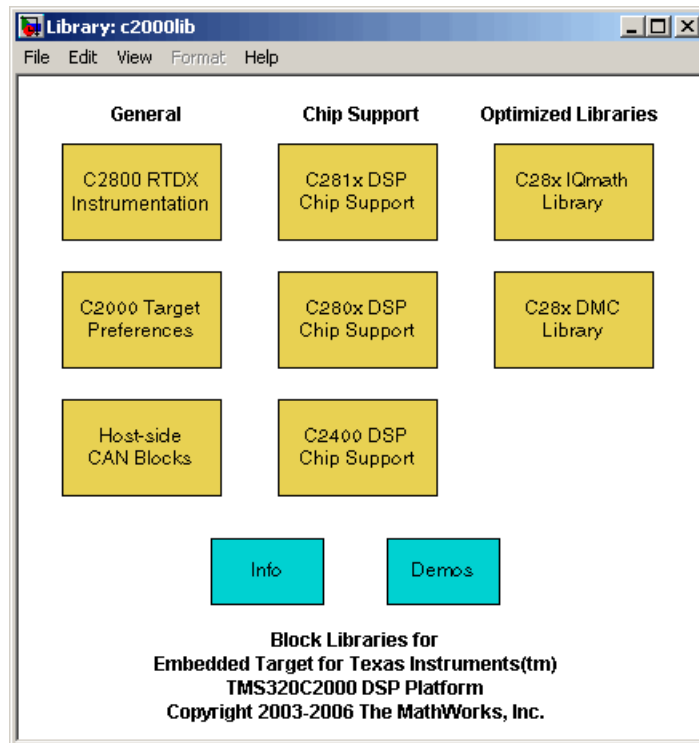 Library: c2000lib
File Edit View Format Help
General Chip Support Optimized Libraries
C2800 RTDX
Instrumentation
C281x DSP
Chip Support
C28x IQmath
Library
C2000 Target
Preferences
C280x DSP
Chip Support
C28x DMC
Library
Host-side
CAN Blocks
C2400 DSP
Chip Support
Info
Demos
Block Libraries for
Embedded Target for Texas Instruments(tm)
TMS320C2000 DSP Platform
Copyright 2003-2006 The MathWorks, Inc.